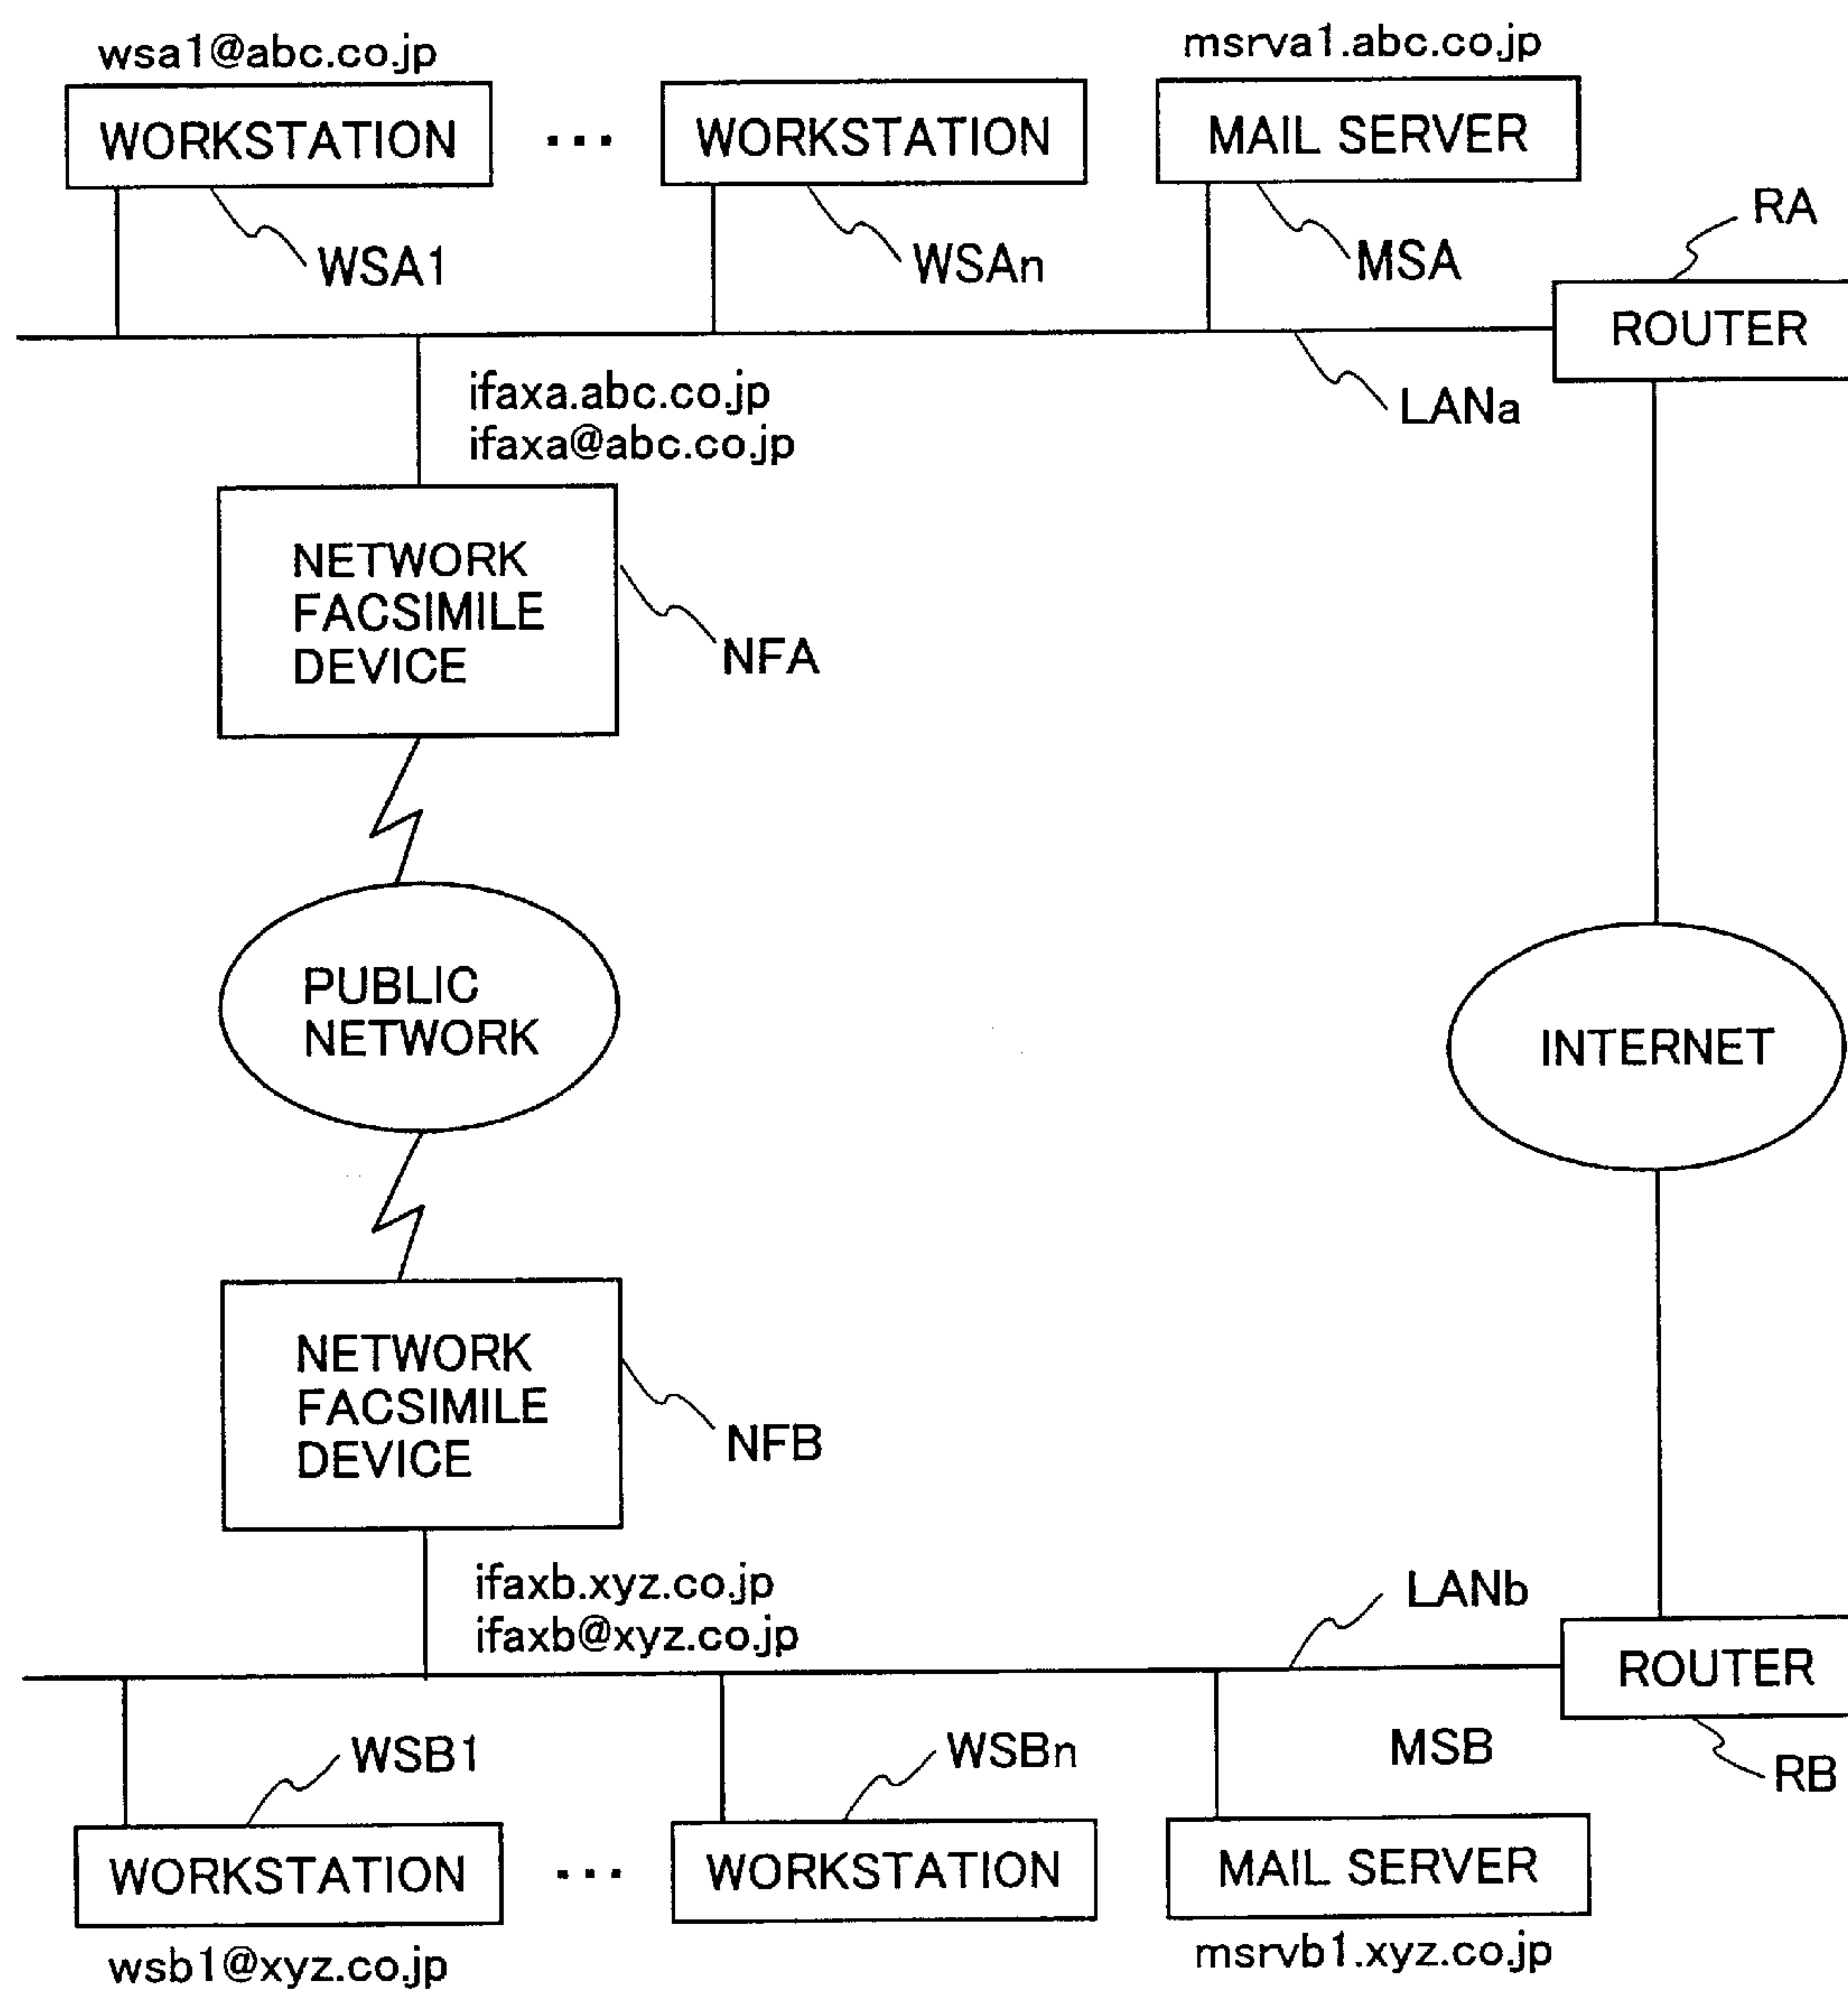 wsa1@abc.co.jp
msrva1.abc.co.jp
WORKSTATION
...
WORKSTATION
MAIL SERVER
RA
WSA1
WSAn
MSA
ROUTER
ifaxa.abc.co.jp
ifaxa@abc.co.jp
LANa
NETWORK
FACSIMILE
DEVICE
NFA
PUBLIC
NETWORK
INTERNET
NETWORK
FACSIMILE
DEVICE
NFB
ifaxb.xyz.co.jp
ifaxb@xyz.co.jp
LANb
ROUTER
WSB1
WSBn
MSB
RB
WORKSTATION
...
WORKSTATION
MAIL SERVER
wsb1@xyz.co.jp
msrvb1.xyz.co.jp